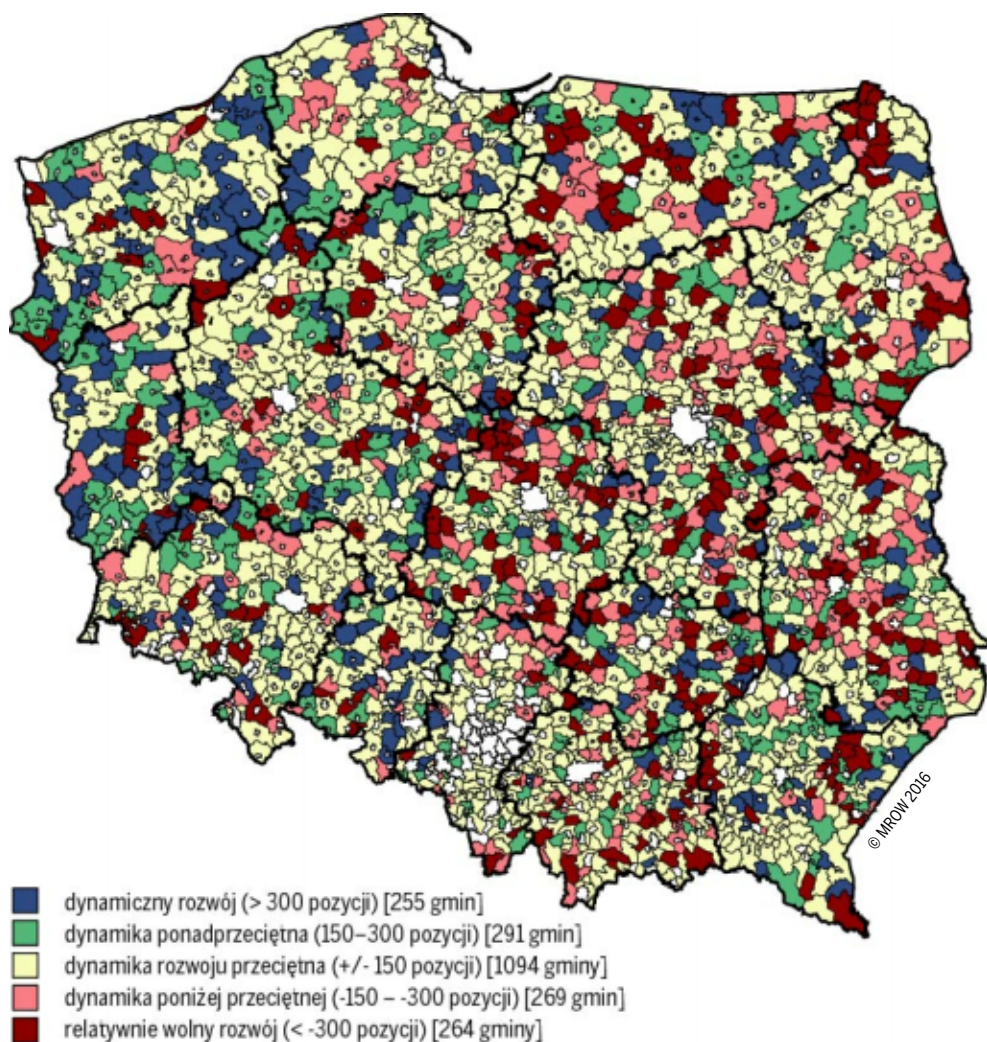 © MROW 2016
dynamiczny rozwój (> 300 pozycji) [255 gmin]
dynamika ponadprzeciętna (150–300 pozycji) [291 gmin]
dynamika rozwoju przeciętna (+/- 150 pozycji) [1094 gminy]
dynamika poniżej przeciętnej (-150 – -300 pozycji) [269 gmin]
relatywnie wolny rozwój (< -300 pozycji) [264 gminy]